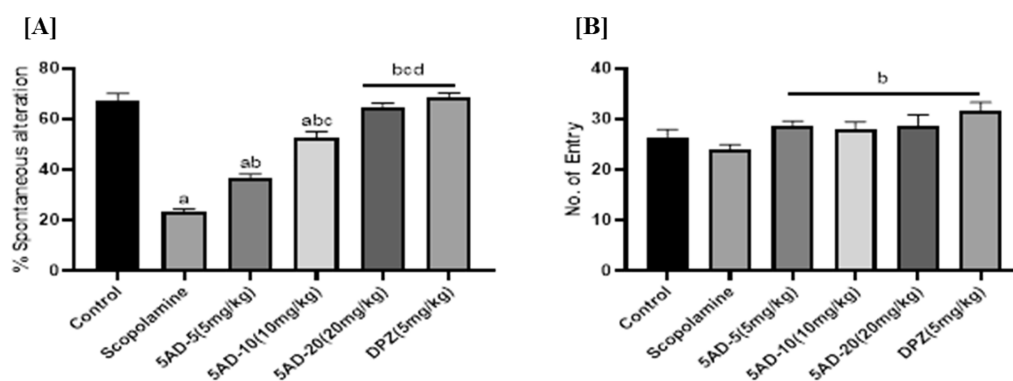 [A]
% Spontaneous alteration
80
60
40
20
0
a
ab
abc
bcd
Control
Scopolamine
5AD-5(5mg/kg)
5AD-10(10mg/kg)
5AD-20(20mg/kg)
DPZ(5mg/kg)
[B]
No. of Entry
40
30
20
10
0
b
Control
Scopolamine
5AD-5(5mg/kg)
5AD-10(10mg/kg)
5AD-20(20mg/kg)
DPZ(5mg/kg)